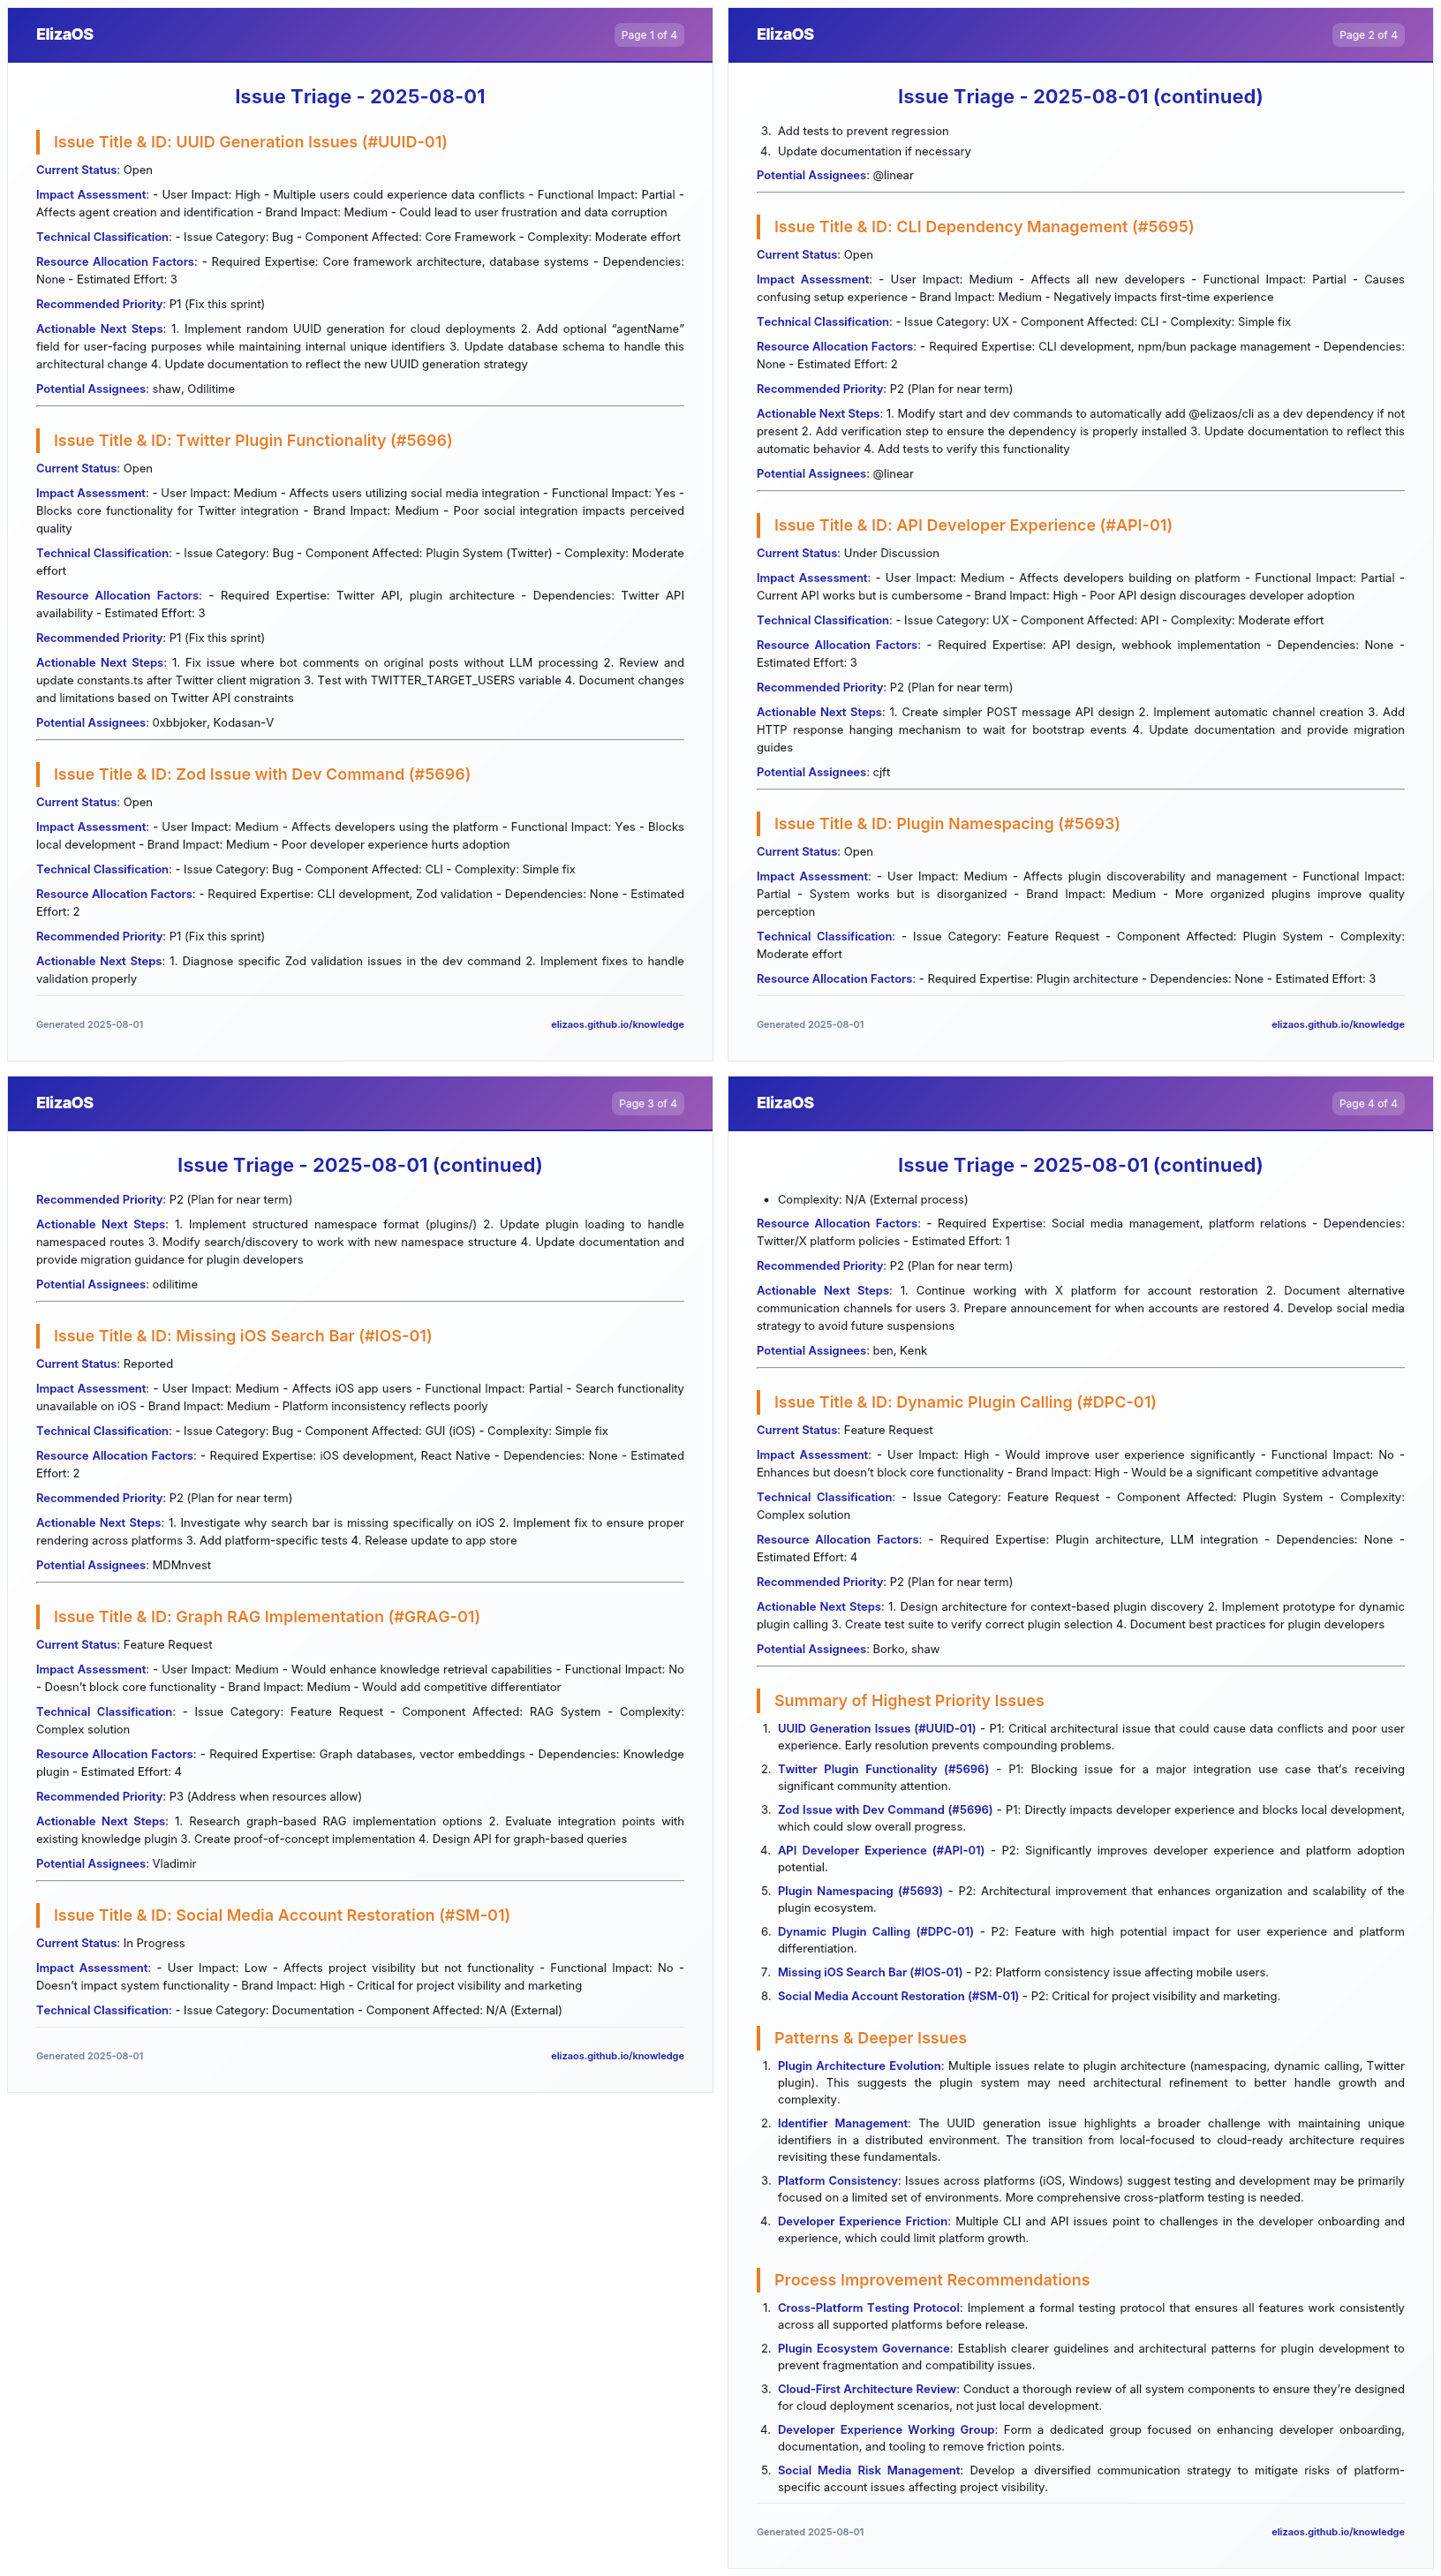 ElizaOS
Page 1 of 4
Issue Triage - 2025-08-01
Issue Title & ID: UUID Generation Issues (#UUID-01)
Current Status: Open
Impact Assessment: - User Impact: High - Multiple users could experience data conflicts - Functional Impact: Partial -
Affects agent creation and identification - Brand Impact: Medium - Could lead to user frustration and data corruption
Technical Classification: - Issue Category: Bug - Component Affected: Core Framework - Complexity: Moderate effort
Resource Allocation Factors: - Required Expertise: Core framework architecture, database systems - Dependencies:
None - Estimated Effort: 3
Recommended Priority: P1 (Fix this sprint)
Actionable Next Steps: 1. Implement random UUID generation for cloud deployments 2. Add optional “agentName”
field for user-facing purposes while maintaining internal unique identifiers 3. Update database schema to handle this
architectural change 4. Update documentation to reflect the new UUID generation strategy
Potential Assignees: shaw, Odilitime
Issue Title & ID: Twitter Plugin Functionality (#5696)
Current Status: Open
Impact Assessment: - User Impact: Medium - Affects users utilizing social media integration - Functional Impact: Yes -
Blocks core functionality for Twitter integration - Brand Impact: Medium - Poor social integration impacts perceived
quality
Technical Classification: - Issue Category: Bug - Component Affected: Plugin System (Twitter) - Complexity: Moderate
effort
Resource Allocation Factors: - Required Expertise: Twitter API, plugin architecture - Dependencies: Twitter API
availability - Estimated Effort: 3
Recommended Priority: P1 (Fix this sprint)
Actionable Next Steps: 1. Fix issue where bot comments on original posts without LLM processing 2. Review and
update constants.ts after Twitter client migration 3. Test with TWITTER_TARGET_USERS variable 4. Document changes
and limitations based on Twitter API constraints
Potential Assignees: 0xbbjoker, Kodasan-V
Issue Title & ID: Zod Issue with Dev Command (#5696)
Current Status: Open
Impact Assessment: - User Impact: Medium - Affects developers using the platform - Functional Impact: Yes - Blocks
local development - Brand Impact: Medium - Poor developer experience hurts adoption
Technical Classification: - Issue Category: Bug - Component Affected: CLI - Complexity: Simple fix
Resource Allocation Factors: - Required Expertise: CLI development, Zod validation - Dependencies: None - Estimated
Effort: 2
Recommended Priority: P1 (Fix this sprint)
Actionable Next Steps: 1. Diagnose specific Zod validation issues in the dev command 2. Implement fixes to handle
validation properly
Generated 2025-08-01
elizaos.github.io/knowledge
ElizaOS
Page 2 of 4
Issue Triage - 2025-08-01 (continued)
3. Add tests to prevent regression
4. Update documentation if necessary
Potential Assignees: @linear
Issue Title & ID: CLI Dependency Management (#5695)
Current Status: Open
Impact Assessment: - User Impact: Medium - Affects all new developers - Functional Impact: Partial - Causes
confusing setup experience - Brand Impact: Medium - Negatively impacts first-time experience
Technical Classification: - Issue Category: UX - Component Affected: CLI - Complexity: Simple fix
Resource Allocation Factors: - Required Expertise: CLI development, npm/bun package management - Dependencies:
None - Estimated Effort: 2
Recommended Priority: P2 (Plan for near term)
Actionable Next Steps: 1. Modify start and dev commands to automatically add @elizaos/cli as a dev dependency if not
present 2. Add verification step to ensure the dependency is properly installed 3. Update documentation to reflect this
automatic behavior 4. Add tests to verify this functionality
Potential Assignees: @linear
Issue Title & ID: API Developer Experience (#API-01)
Current Status: Under Discussion
Impact Assessment: - User Impact: Medium - Affects developers building on platform - Functional Impact: Partial -
Current API works but is cumbersome - Brand Impact: High - Poor API design discourages developer adoption
Technical Classification: - Issue Category: UX - Component Affected: API - Complexity: Moderate effort
Resource Allocation Factors: - Required Expertise: API design, webhook implementation - Dependencies: None -
Estimated Effort: 3
Recommended Priority: P2 (Plan for near term)
Actionable Next Steps: 1. Create simpler POST message API design 2. Implement automatic channel creation 3. Add
HTTP response hanging mechanism to wait for bootstrap events 4. Update documentation and provide migration
guides
Potential Assignees: cjft
Issue Title & ID: Plugin Namespacing (#5693)
Current Status: Open
Impact Assessment: - User Impact: Medium - Affects plugin discoverability and management - Functional Impact:
Partial - System works but is disorganized - Brand Impact: Medium - More organized plugins improve quality
perception
Technical Classification: - Issue Category: Feature Request - Component Affected: Plugin System - Complexity:
Moderate effort
Resource Allocation Factors: - Required Expertise: Plugin architecture - Dependencies: None - Estimated Effort: 3
Generated 2025-08-01
elizaos.github.io/knowledge
ElizaOS
Page 3 of 4
Issue Triage - 2025-08-01 (continued)
Recommended Priority: P2 (Plan for near term)
Actionable Next Steps: 1. Implement structured namespace format (plugins/) 2. Update plugin loading to handle
namespaced routes 3. Modify search/discovery to work with new namespace structure 4. Update documentation and
provide migration guidance for plugin developers
Potential Assignees: odilitime
Issue Title & ID: Missing iOS Search Bar (#IOS-01)
Current Status: Reported
Impact Assessment: - User Impact: Medium - Affects iOS app users - Functional Impact: Partial - Search functionality
unavailable on iOS - Brand Impact: Medium - Platform inconsistency reflects poorly
Technical Classification: - Issue Category: Bug - Component Affected: GUI (iOS) - Complexity: Simple fix
Resource Allocation Factors: - Required Expertise: iOS development, React Native - Dependencies: None - Estimated
Effort: 2
Recommended Priority: P2 (Plan for near term)
Actionable Next Steps: 1. Investigate why search bar is missing specifically on iOS 2. Implement fix to ensure proper
rendering across platforms 3. Add platform-specific tests 4. Release update to app store
Potential Assignees: MDMnvest
Issue Title & ID: Graph RAG Implementation (#GRAG-01)
Current Status: Feature Request
Impact Assessment: - User Impact: Medium - Would enhance knowledge retrieval capabilities - Functional Impact: No
- Doesn’t block core functionality - Brand Impact: Medium - Would add competitive differentiator
Technical Classification: - Issue Category: Feature Request - Component Affected: RAG System - Complexity:
Complex solution
Resource Allocation Factors: - Required Expertise: Graph databases, vector embeddings - Dependencies: Knowledge
plugin - Estimated Effort: 4
Recommended Priority: P3 (Address when resources allow)
Actionable Next Steps: 1. Research graph-based RAG implementation options 2. Evaluate integration points with
existing knowledge plugin 3. Create proof-of-concept implementation 4. Design API for graph-based queries
Potential Assignees: Vladimir
Issue Title & ID: Social Media Account Restoration (#SM-01)
Current Status: In Progress
Impact Assessment: - User Impact: Low - Affects project visibility but not functionality - Functional Impact: No -
Doesn’t impact system functionality - Brand Impact: High - Critical for project visibility and marketing
Technical Classification: - Issue Category: Documentation - Component Affected: N/A (External)
Generated 2025-08-01
elizaos.github.io/knowledge
ElizaOS
Page 4 of 4
Issue Triage - 2025-08-01 (continued)
• Complexity: N/A (External process)
Resource Allocation Factors: - Required Expertise: Social media management, platform relations - Dependencies:
Twitter/X platform policies - Estimated Effort: 1
Recommended Priority: P2 (Plan for near term)
Actionable Next Steps: 1. Continue working with X platform for account restoration 2. Document alternative
communication channels for users 3. Prepare announcement for when accounts are restored 4. Develop social media
strategy to avoid future suspensions
Potential Assignees: ben, Kenk
Issue Title & ID: Dynamic Plugin Calling (#DPC-01)
Current Status: Feature Request
Impact Assessment: - User Impact: High - Would improve user experience significantly - Functional Impact: No -
Enhances but doesn’t block core functionality - Brand Impact: High - Would be a significant competitive advantage
Technical Classification: - Issue Category: Feature Request - Component Affected: Plugin System - Complexity:
Complex solution
Resource Allocation Factors: - Required Expertise: Plugin architecture, LLM integration - Dependencies: None -
Estimated Effort: 4
Recommended Priority: P2 (Plan for near term)
Actionable Next Steps: 1. Design architecture for context-based plugin discovery 2. Implement prototype for dynamic
plugin calling 3. Create test suite to verify correct plugin selection 4. Document best practices for plugin developers
Potential Assignees: Borko, shaw
Summary of Highest Priority Issues
1. UUID Generation Issues (#UUID-01) - P1: Critical architectural issue that could cause data conflicts and poor user
experience. Early resolution prevents compounding problems.
2. Twitter Plugin Functionality (#5696) - P1: Blocking issue for a major integration use case that’s receiving
significant community attention.
3. Zod Issue with Dev Command (#5696) - P1: Directly impacts developer experience and blocks local development,
which could slow overall progress.
4. API Developer Experience (#API-01) - P2: Significantly improves developer experience and platform adoption
potential.
5. Plugin Namespacing (#5693) - P2: Architectural improvement that enhances organization and scalability of the
plugin ecosystem.
6. Dynamic Plugin Calling (#DPC-01) - P2: Feature with high potential impact for user experience and platform
differentiation.
7. Missing iOS Search Bar (#IOS-01) - P2: Platform consistency issue affecting mobile users.
8. Social Media Account Restoration (#SM-01) - P2: Critical for project visibility and marketing.
Patterns & Deeper Issues
1. Plugin Architecture Evolution: Multiple issues relate to plugin architecture (namespacing, dynamic calling, Twitter
plugin). This suggests the plugin system may need architectural refinement to better handle growth and
complexity.
2. Identifier Management: The UUID generation issue highlights a broader challenge with maintaining unique
identifiers in a distributed environment. The transition from local-focused to cloud-ready architecture requires
revisiting these fundamentals.
3. Platform Consistency: Issues across platforms (iOS, Windows) suggest testing and development may be primarily
focused on a limited set of environments. More comprehensive cross-platform testing is needed.
4. Developer Experience Friction: Multiple CLI and API issues point to challenges in the developer onboarding and
experience, which could limit platform growth.
Process Improvement Recommendations
1. Cross-Platform Testing Protocol: Implement a formal testing protocol that ensures all features work consistently
across all supported platforms before release.
2. Plugin Ecosystem Governance: Establish clearer guidelines and architectural patterns for plugin development to
prevent fragmentation and compatibility issues.
3. Cloud-First Architecture Review: Conduct a thorough review of all system components to ensure they’re designed
for cloud deployment scenarios, not just local development.
4. Developer Experience Working Group: Form a dedicated group focused on enhancing developer onboarding,
documentation, and tooling to remove friction points.
5. Social Media Risk Management: Develop a diversified communication strategy to mitigate risks of platform-
specific account issues affecting project visibility.
Generated 2025-08-01
elizaos.github.io/knowledge